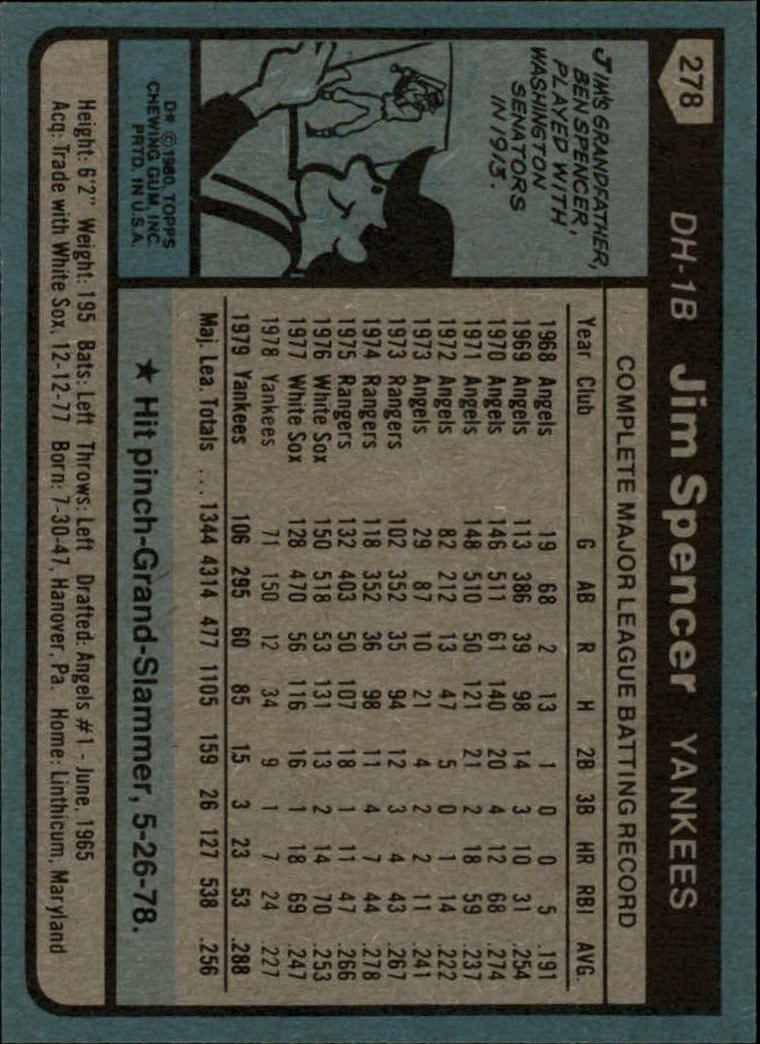 278
DH-1B Jim Spencer YANKEES
JIM'S GRANDFATHER,
BEN SPENCER,
PLAYED WITH
WASHINGTON
SENATORS
IN 1913.
D* © 1980, TOPPS
CHEWING GUM, INC.
PRTD. IN U.S.A.
COMPLETE MAJOR LEAGUE BATTING RECORD
Year Club G AB R H 2B 3B HR RBI AVG.
1968 Angels 19 68 2 13 1 0 0 5 .191
1969 Angels 113 386 39 98 14 3 10 31 .254
1970 Angels 146 511 61 140 20 4 12 68 .274
1971 Angels 148 510 50 121 21 2 18 59 .237
1972 Angels 82 212 13 47 5 0 1 14 .222
1973 Angels 29 87 10 21 4 2 2 11 .241
1973 Rangers 102 352 35 94 12 3 4 43 .267
1974 Rangers 118 352 36 98 11 4 7 44 .278
1975 Rangers 132 403 50 107 18 1 11 47 .266
1976 White Sox 150 518 53 131 13 2 14 70 .253
1977 White Sox 128 470 56 116 16 1 18 69 .247
1978 Yankees 71 150 12 34 9 1 7 24 .227
1979 Yankees 106 295 60 85 15 3 23 53 .288
Maj. Lea. Totals ... 1344 4314 477 1105 159 26 127 538 .256
★ Hit pinch-Grand-Slammer, 5-26-78.
Height: 6'2" Weight: 195 Bats: Left Throws: Left Drafted: Angels #1 - June, 1965
Acq: Trade with White Sox, 12-12-77 Born: 7-30-47, Hanover, Pa. Home: Linthicum, Maryland